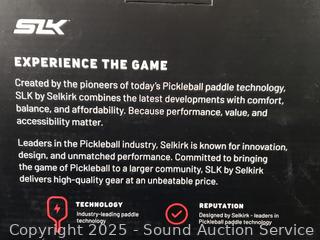 SLK
EXPERIENCE THE GAME
Created by the pioneers of today's Pickleball paddle technology,
SLK by Selkirk combines the latest developments with comfort,
balance, and affordability. Because performance, value, and
accessibility matter.
Leaders in the Pickleball industry, Selkirk is known for innovation,
design, and unmatched performance. Committed to bringing
the game of Pickleball to a larger community, SLK by Selkirk
delivers high-quality gear at an unbeatable price.
TECHNOLOGY
Industry-leading paddle
technology
REPUTATION
Designed by Selkirk - leaders in
Pickleball paddle technology
Copyright 2025 - Sound Auction Service